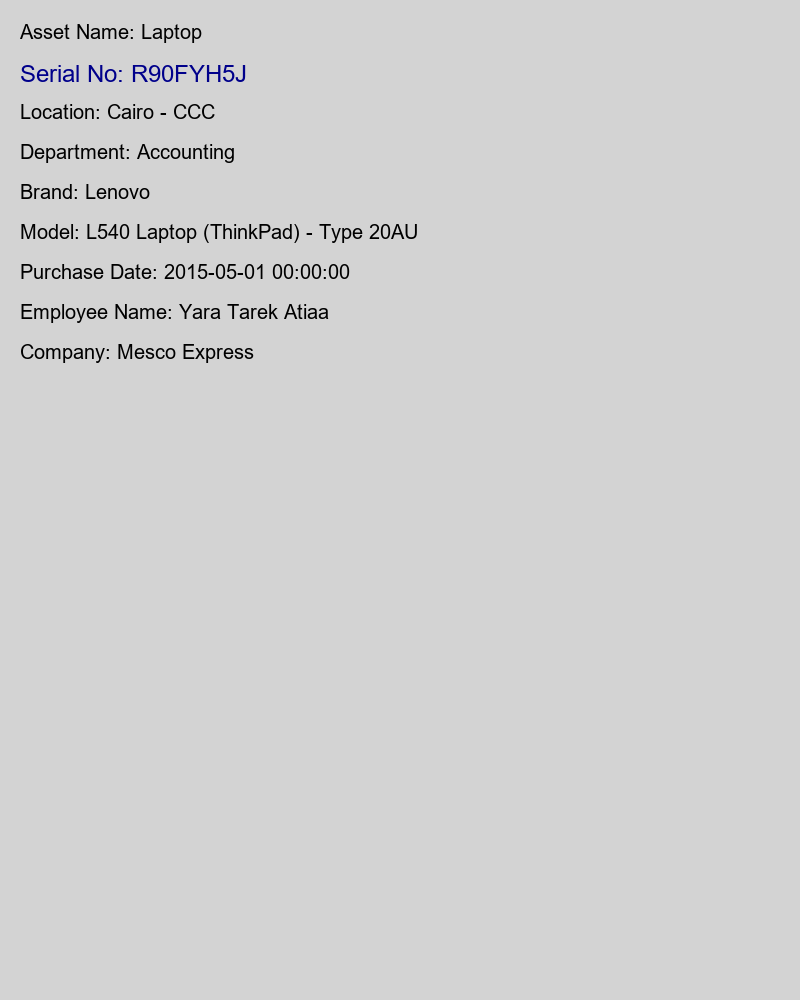 Asset Name: Laptop
Serial No: R90FYH5J
Location: Cairo - CCC
Department: Accounting
Brand: Lenovo
Model: L540 Laptop (ThinkPad) - Type 20AU
Purchase Date: 2015-05-01 00:00:00
Employee Name: Yara Tarek Atiaa
Company: Mesco Express